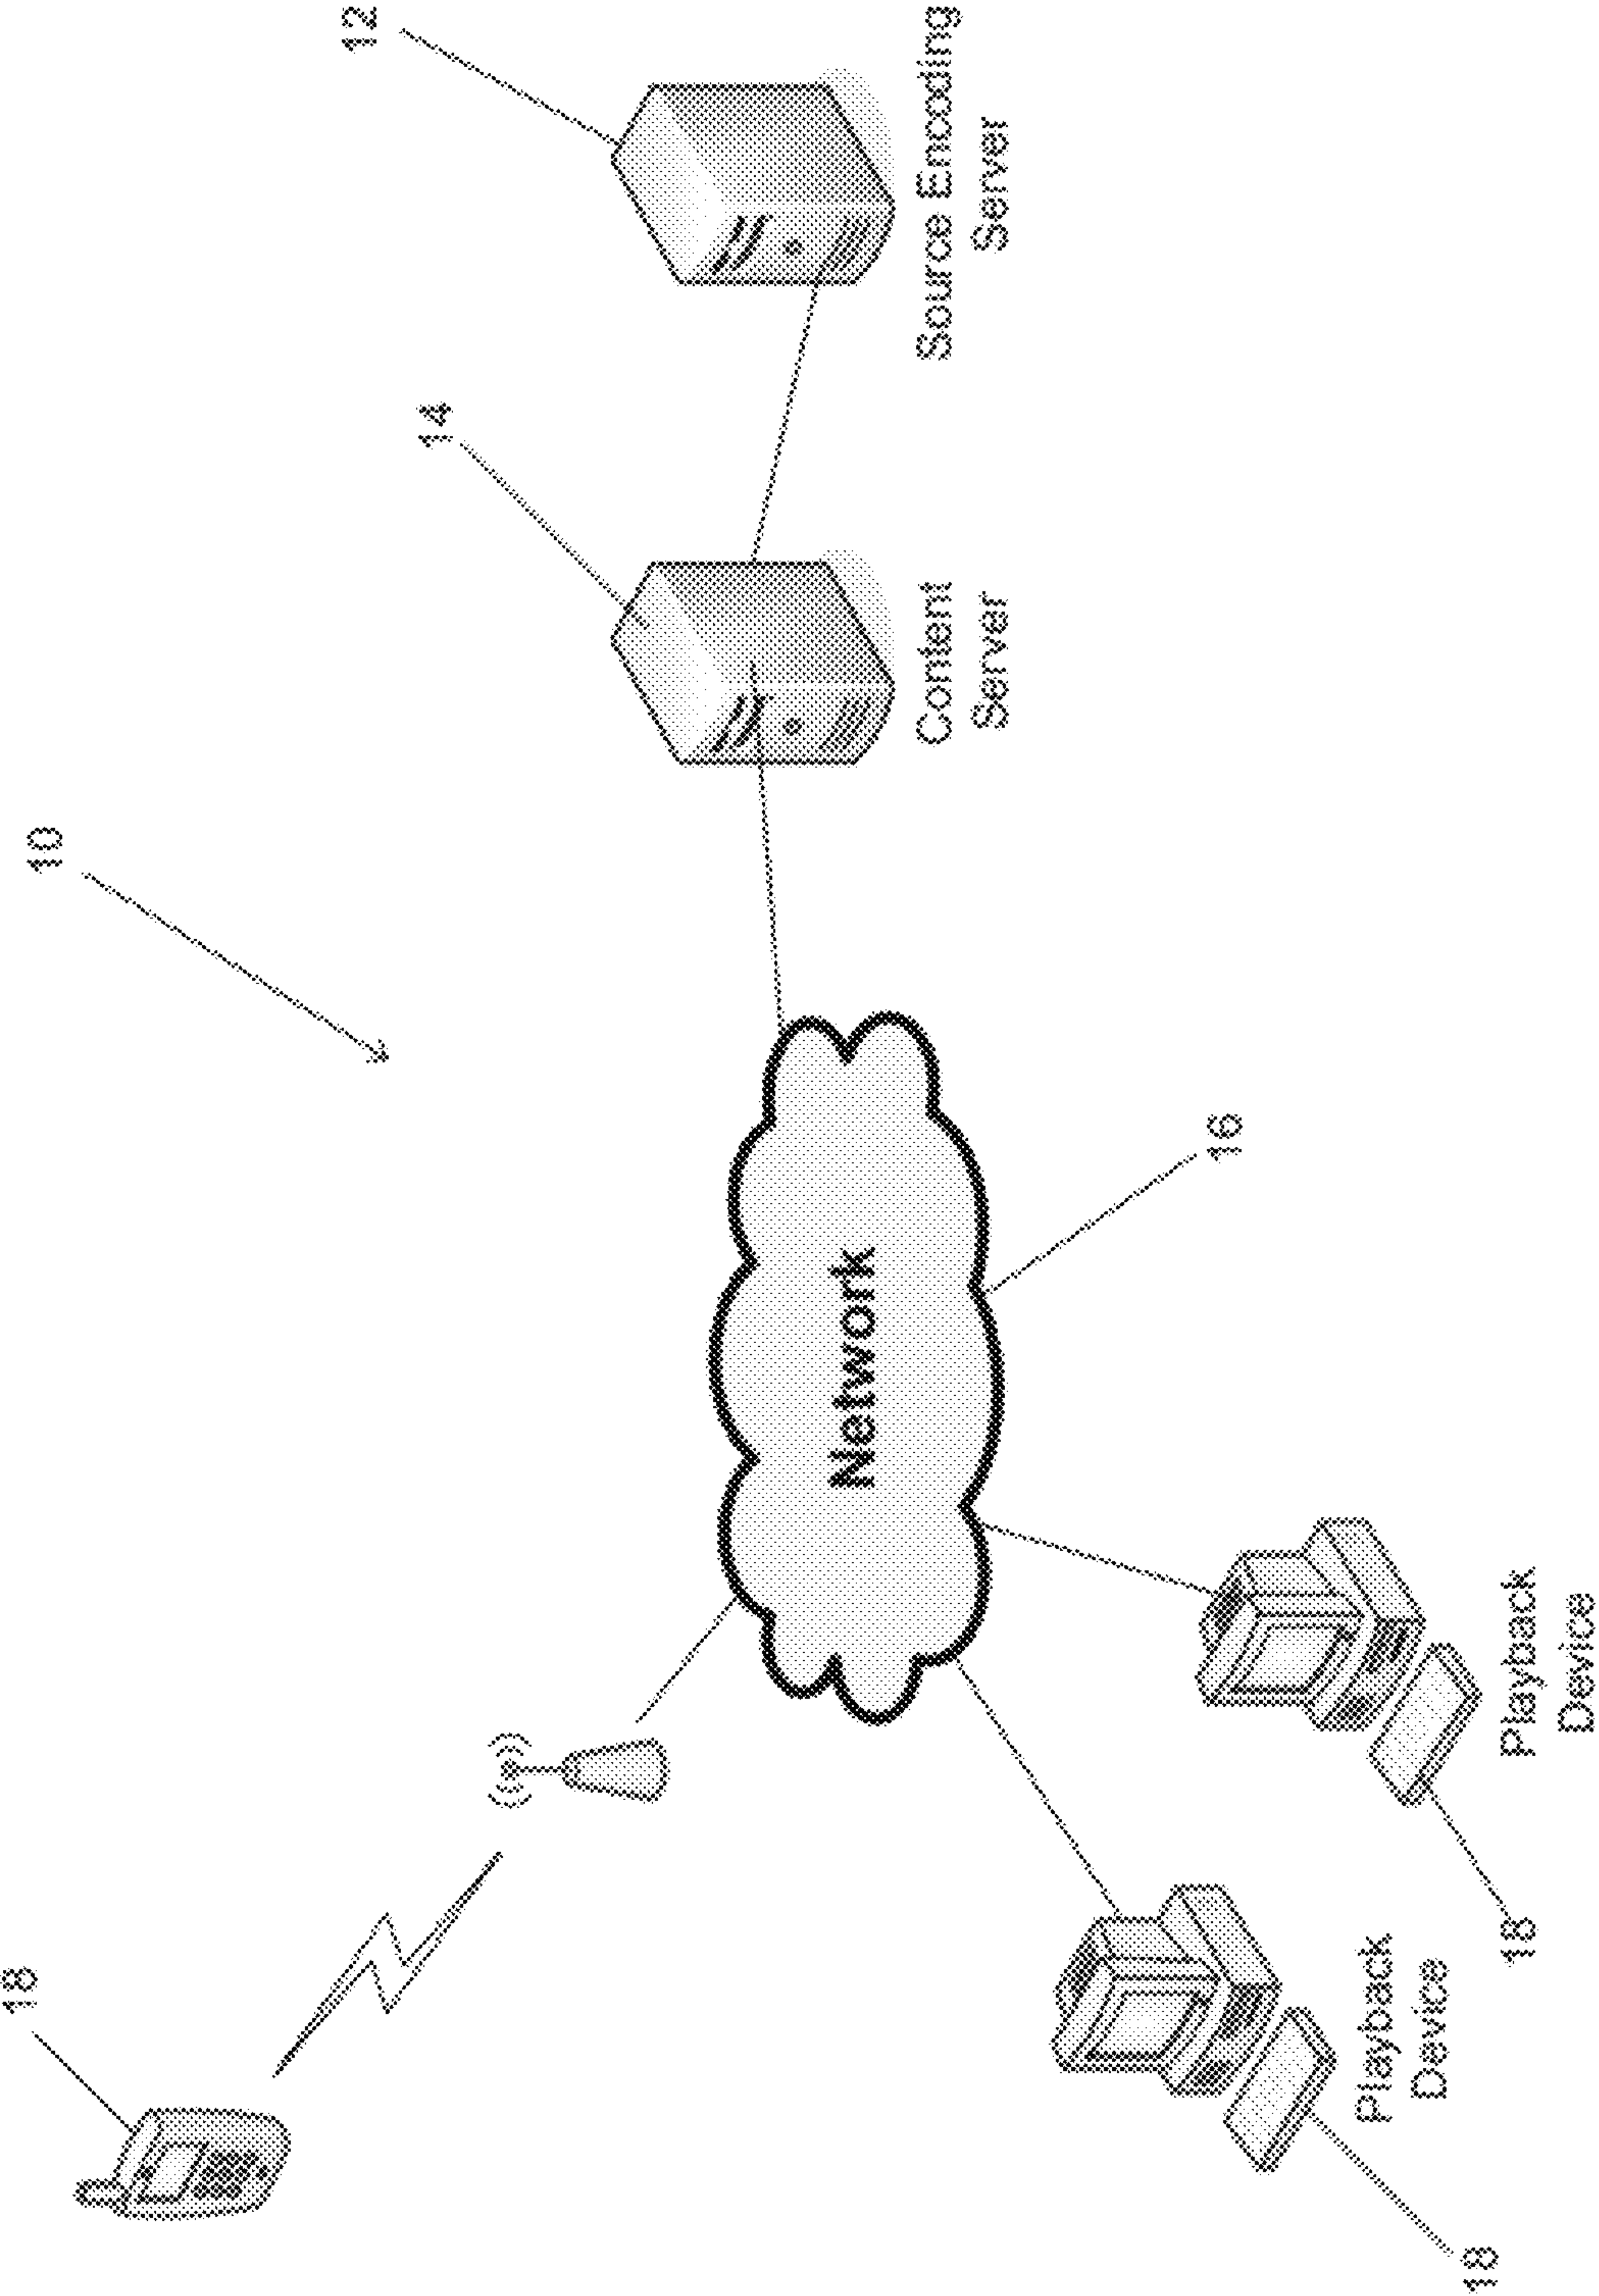 18
10
12
14
Network
Content
Server
Source Encoding
Server
16
Playback
Device
18
Playback
Device
18